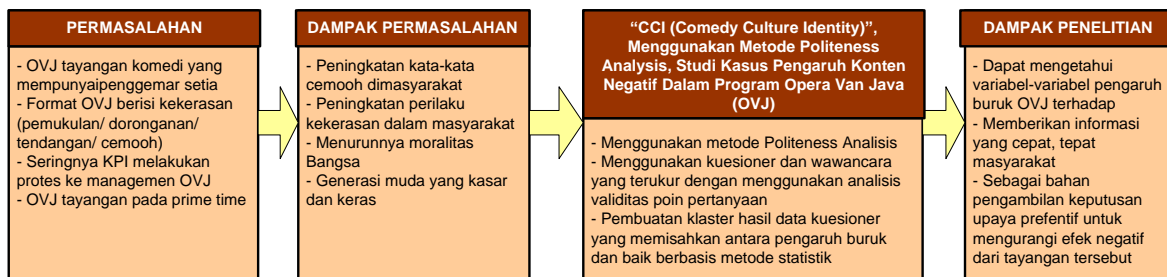 PERMASALAHAN
- OVJ tayangan komedi yang
mempunyaipenggemar setia
- Format OVJ berisi kekerasan
(pemukulan/ doronganan/
tendangan/ cemooh)
- Seringnya KPI melakukan
protes ke managemen OVJ
- OVJ tayangan pada prime time
DAMPAK PERMASALAHAN
- Peningkatan kata-kata
cemooh dimasyarakat
- Peningkatan perilaku
kekerasan dalam masyarakat
- Menurunnya moralitas
Bangsa
- Generasi muda yang kasar
dan keras
“CCI (Comedy Culture Identity)”,
Menggunakan Metode Politeness
Analysis, Studi Kasus Pengaruh Konten
Negatif Dalam Program Opera Van Java
(OVJ)
- Menggunakan metode Politeness Analisis
- Menggunakan kuesioner dan wawancara
yang terukur dengan menggunakan analisis
validitas poin pertanyaan
- Pembuatan klaster hasil data kuesioner
yang memisahkan antara pengaruh buruk
dan baik berbasis metode statistik
DAMPAK PENELITIAN
- Dapat mengetahui
variabel-variabel pengaruh
buruk OVJ terhadap
- Memberikan informasi
yang cepat, tepat
masyarakat
- Sebagai bahan
pengambilan keputusan
upaya prefentif untuk
mengurangi efek negatif
dari tayangan tersebut